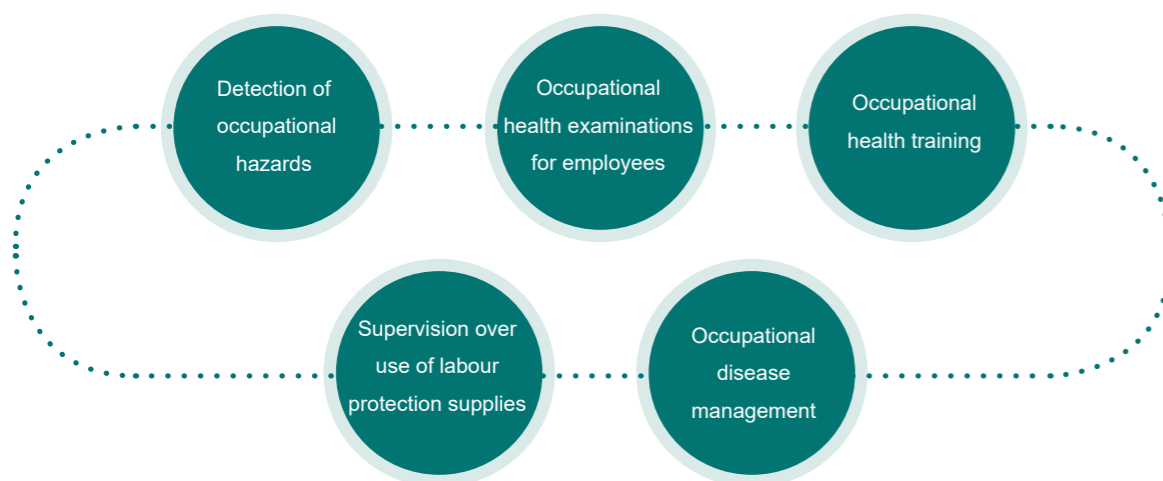 Detection of
occupational
hazards
Occupational
health examinations
for employees
Occupational
health training
Supervision over
use of labour
protection supplies
Occupational
disease
management